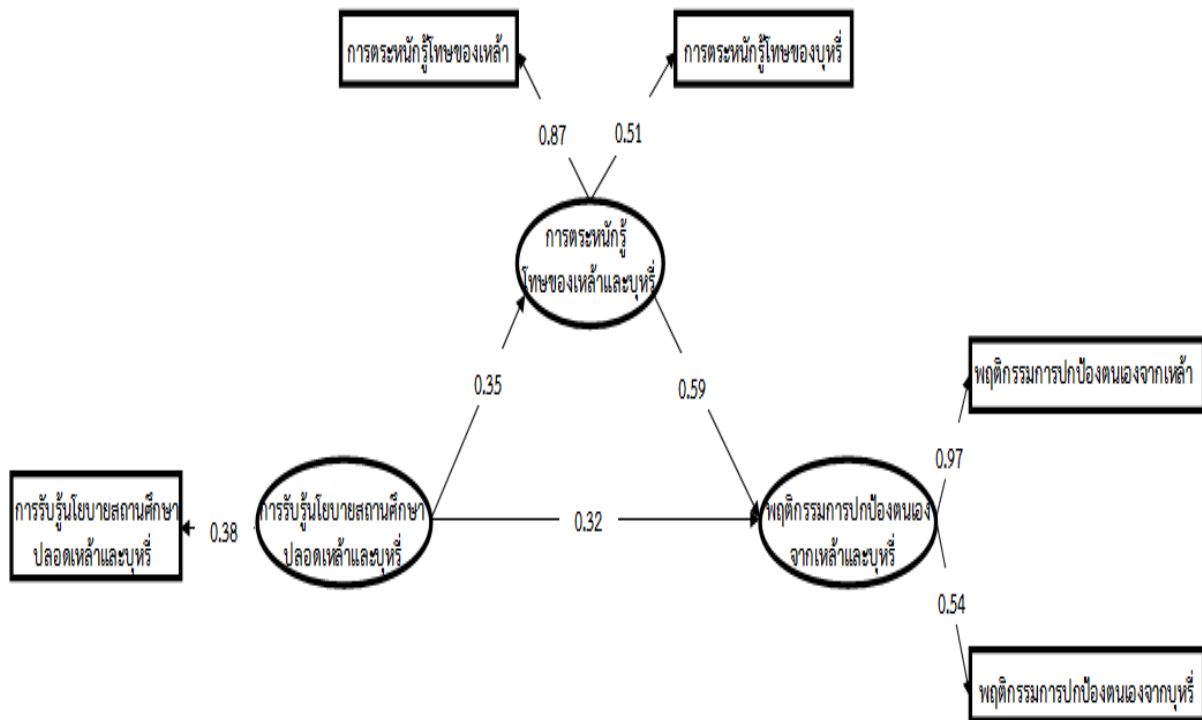 การตระหนักรู้โทษของเหล้า
การตระหนักรู้โทษของบุหรี่
0.87
0.51
การตระหนักรู้
โทษของเหล้าและบุหรี่
0.35
0.59
พฤติกรรมการปกป้องตนเองจากเหล้า
0.97
การรับรู้นโยบายสถานศึกษา
ปลอดเหล้าและบุหรี่
0.38
การรับรู้นโยบายสถานศึกษา
ปลอดเหล้าและบุหรี่
0.32
พฤติกรรมการปกป้องตนเอง
จากเหล้าและบุหรี่
0.54
พฤติกรรมการปกป้องตนเองจากบุหรี่